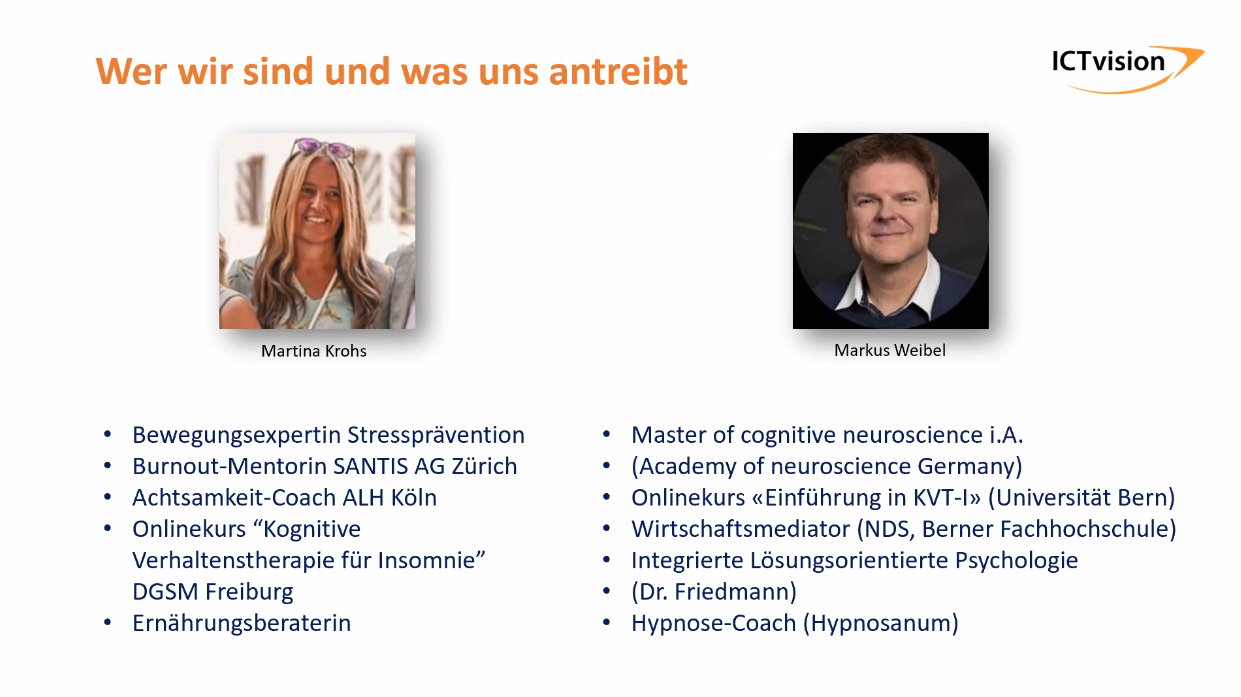 Wer wir sind und was uns antreibt
ICTvision
Martina Krohs
Markus Weibel
• Bewegungsexpertin Stressprävention
• Burnout-Mentorin SANTIS AG Zürich
• Achtsamkeit-Coach ALH Köln
• Onlinekurs “Kognitive
Verhaltenstherapie für Insomnie”
DGSM Freiburg
• Ernährungsberaterin
• Master of cognitive neuroscience i.A.
• (Academy of neuroscience Germany)
• Onlinekurs «Einführung in KVT-I» (Universität Bern)
• Wirtschaftsmediator (NDS, Berner Fachhochschule)
• Integrierte Lösungsorientierte Psychologie
• (Dr. Friedmann)
• Hypnose-Coach (Hypnosanum)